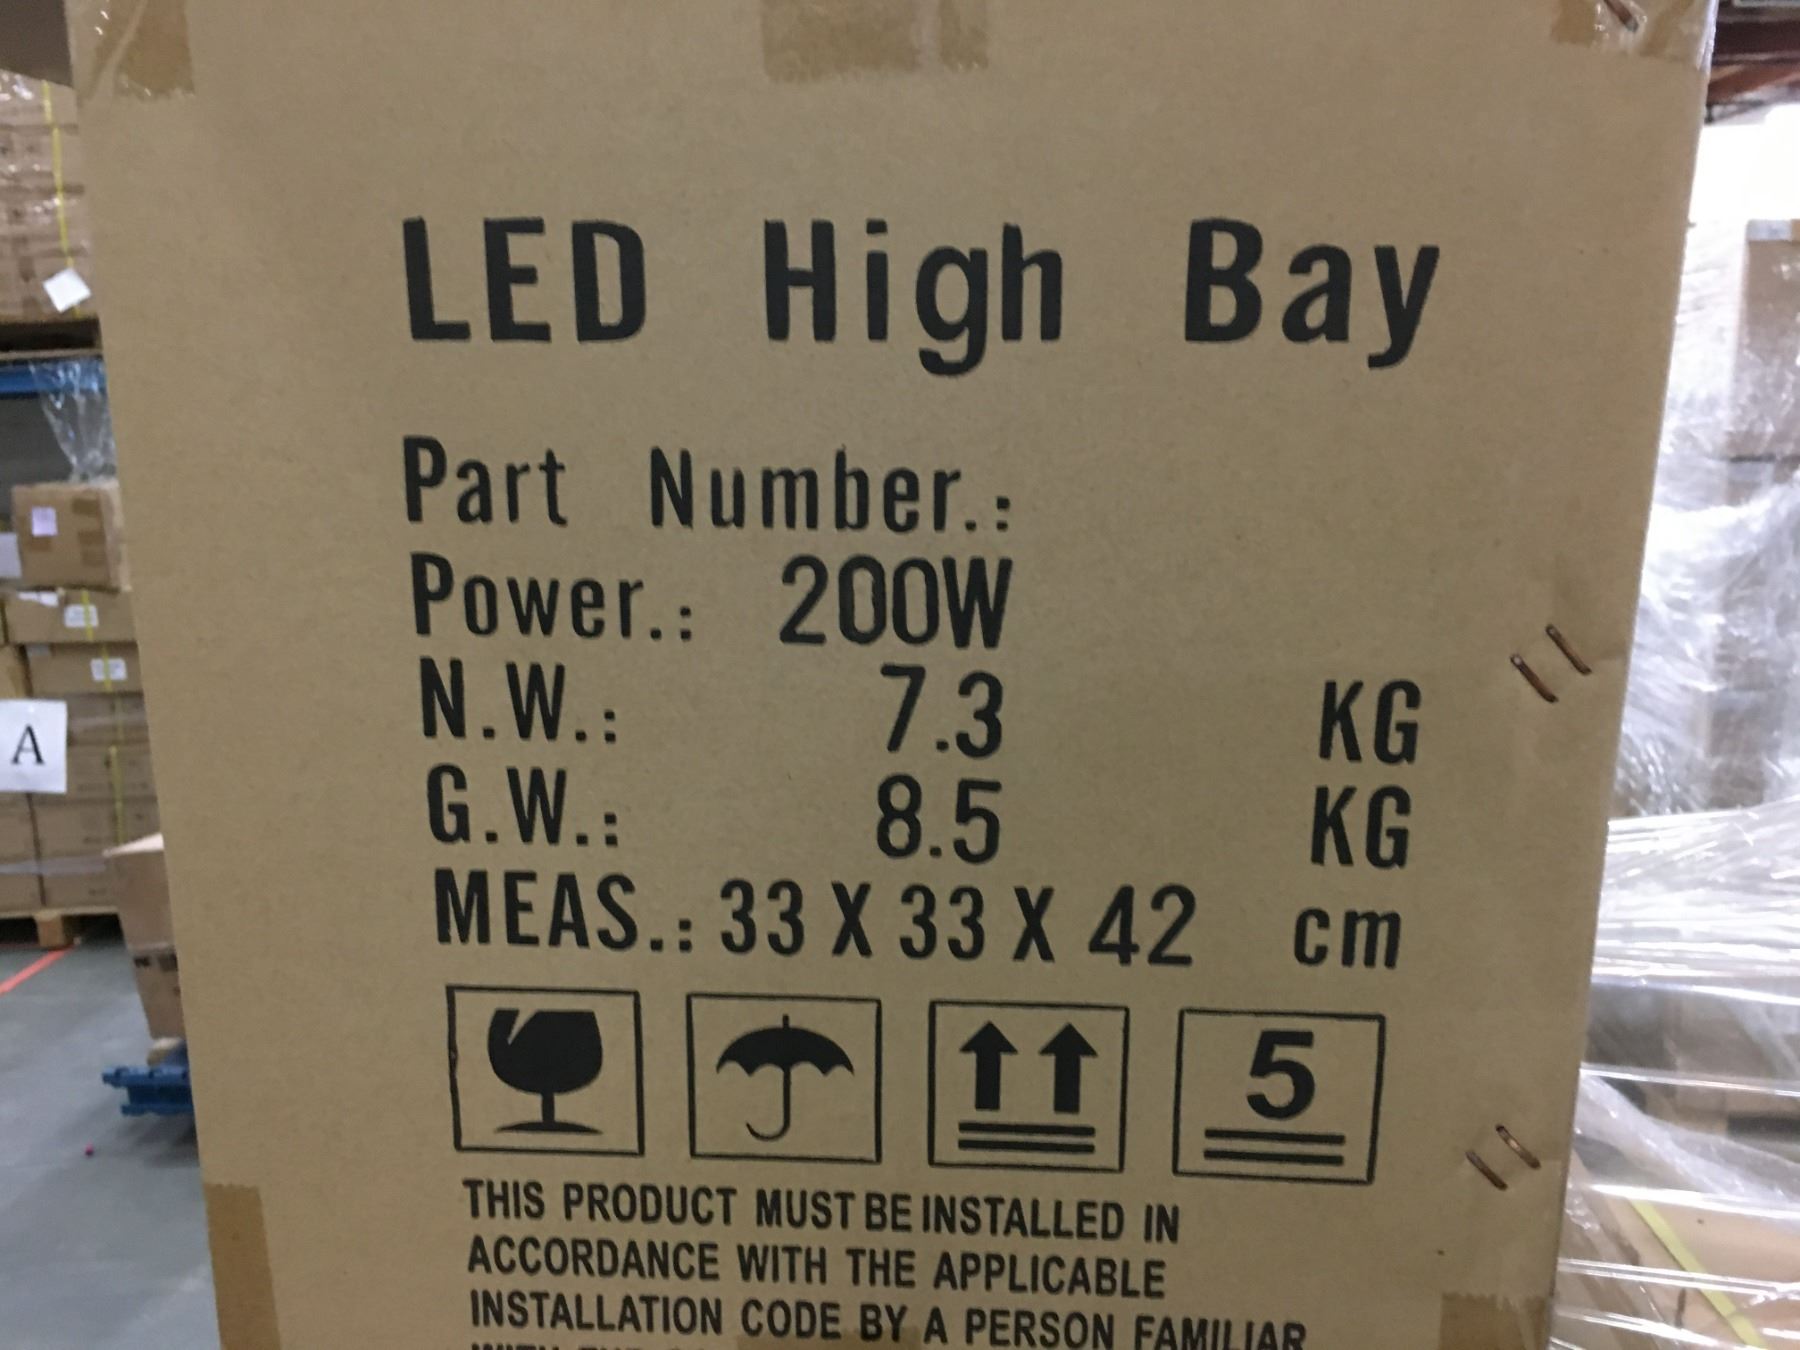 LED High Bay
Part Number.:
Power.: 200W
N.W.: 7.3 KG
G.W.: 8.5 KG
MEAS.: 33 X 33 X 42 cm
5
THIS PRODUCT MUST BE INSTALLED IN
ACCORDANCE WITH THE APPLICABLE
INSTALLATION CODE BY A PERSON FAMILIAR
A